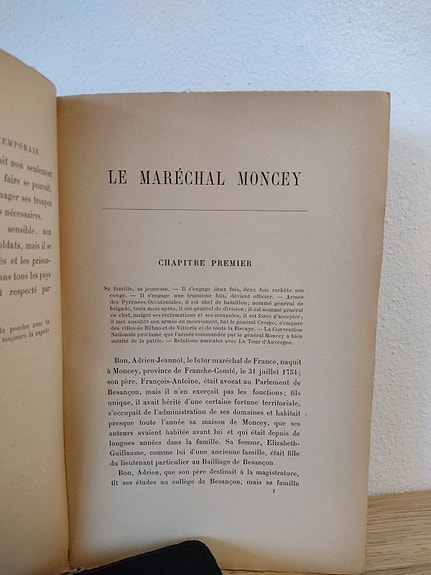 TEMPORAIN.
ait non seulement
faire se pouvait,
nager ses troupes
s nécessaires.
sensible, non
oldats, mais il se
és et les prison-
ans tous les pays
t respecté par
la poudre avec la
toujours la capote
LE MARÉCHAL MONCEY
CHAPITRE PREMIER
Sa famille, sa jeunesse. — Il s'engage deux fois, deux fois rachète son
congé. — Il s'engage une troisième fois, devient officier. — Armée
des Pyrénées-Occidentales, il est chef de bataillon; nommé général de
brigade, trois mois après, il est général de division; il est nommé général
en chef, malgré ses réclamations et ses scrupules, il est forcé d'accepter;
il met aussitôt son armée en mouvement, bat le général Crespo, s'empare
des villes de Bilbao et de Vittoria et de toute la Biscaye. — La Convention
Nationale proclame que l'armée commandée par le général Moncey a bien
mérité de la patrie. — Relations amicales avec La Tour d'Auvergne.
Bon, Adrien-Jeannot, le futur maréchal de France, naquit
à Moncey, province de Franche-Comté, le 31 juillet 1754;
son père, François-Antoine, était avocat au Parlement de
Besançon, mais il n'en exerçait pas les fonctions; fils
unique, il avait hérité d'une certaine fortune territoriale,
s'occupait de l'administration de ses domaines et habitait
presque toute l'année sa maison de Moncey, que ses
auteurs avaient habitée avant lui et qui était depuis de
longues années dans la famille. Sa femme, Elizabeth-
Guillaume, comme lui d'une ancienne famille, était fille
du lieutenant particulier au Bailliage de Besançon
Bon, Adrien, que son père destinait à la magistrature,
fit ses études au collège de Besançon, mais sa famille
1